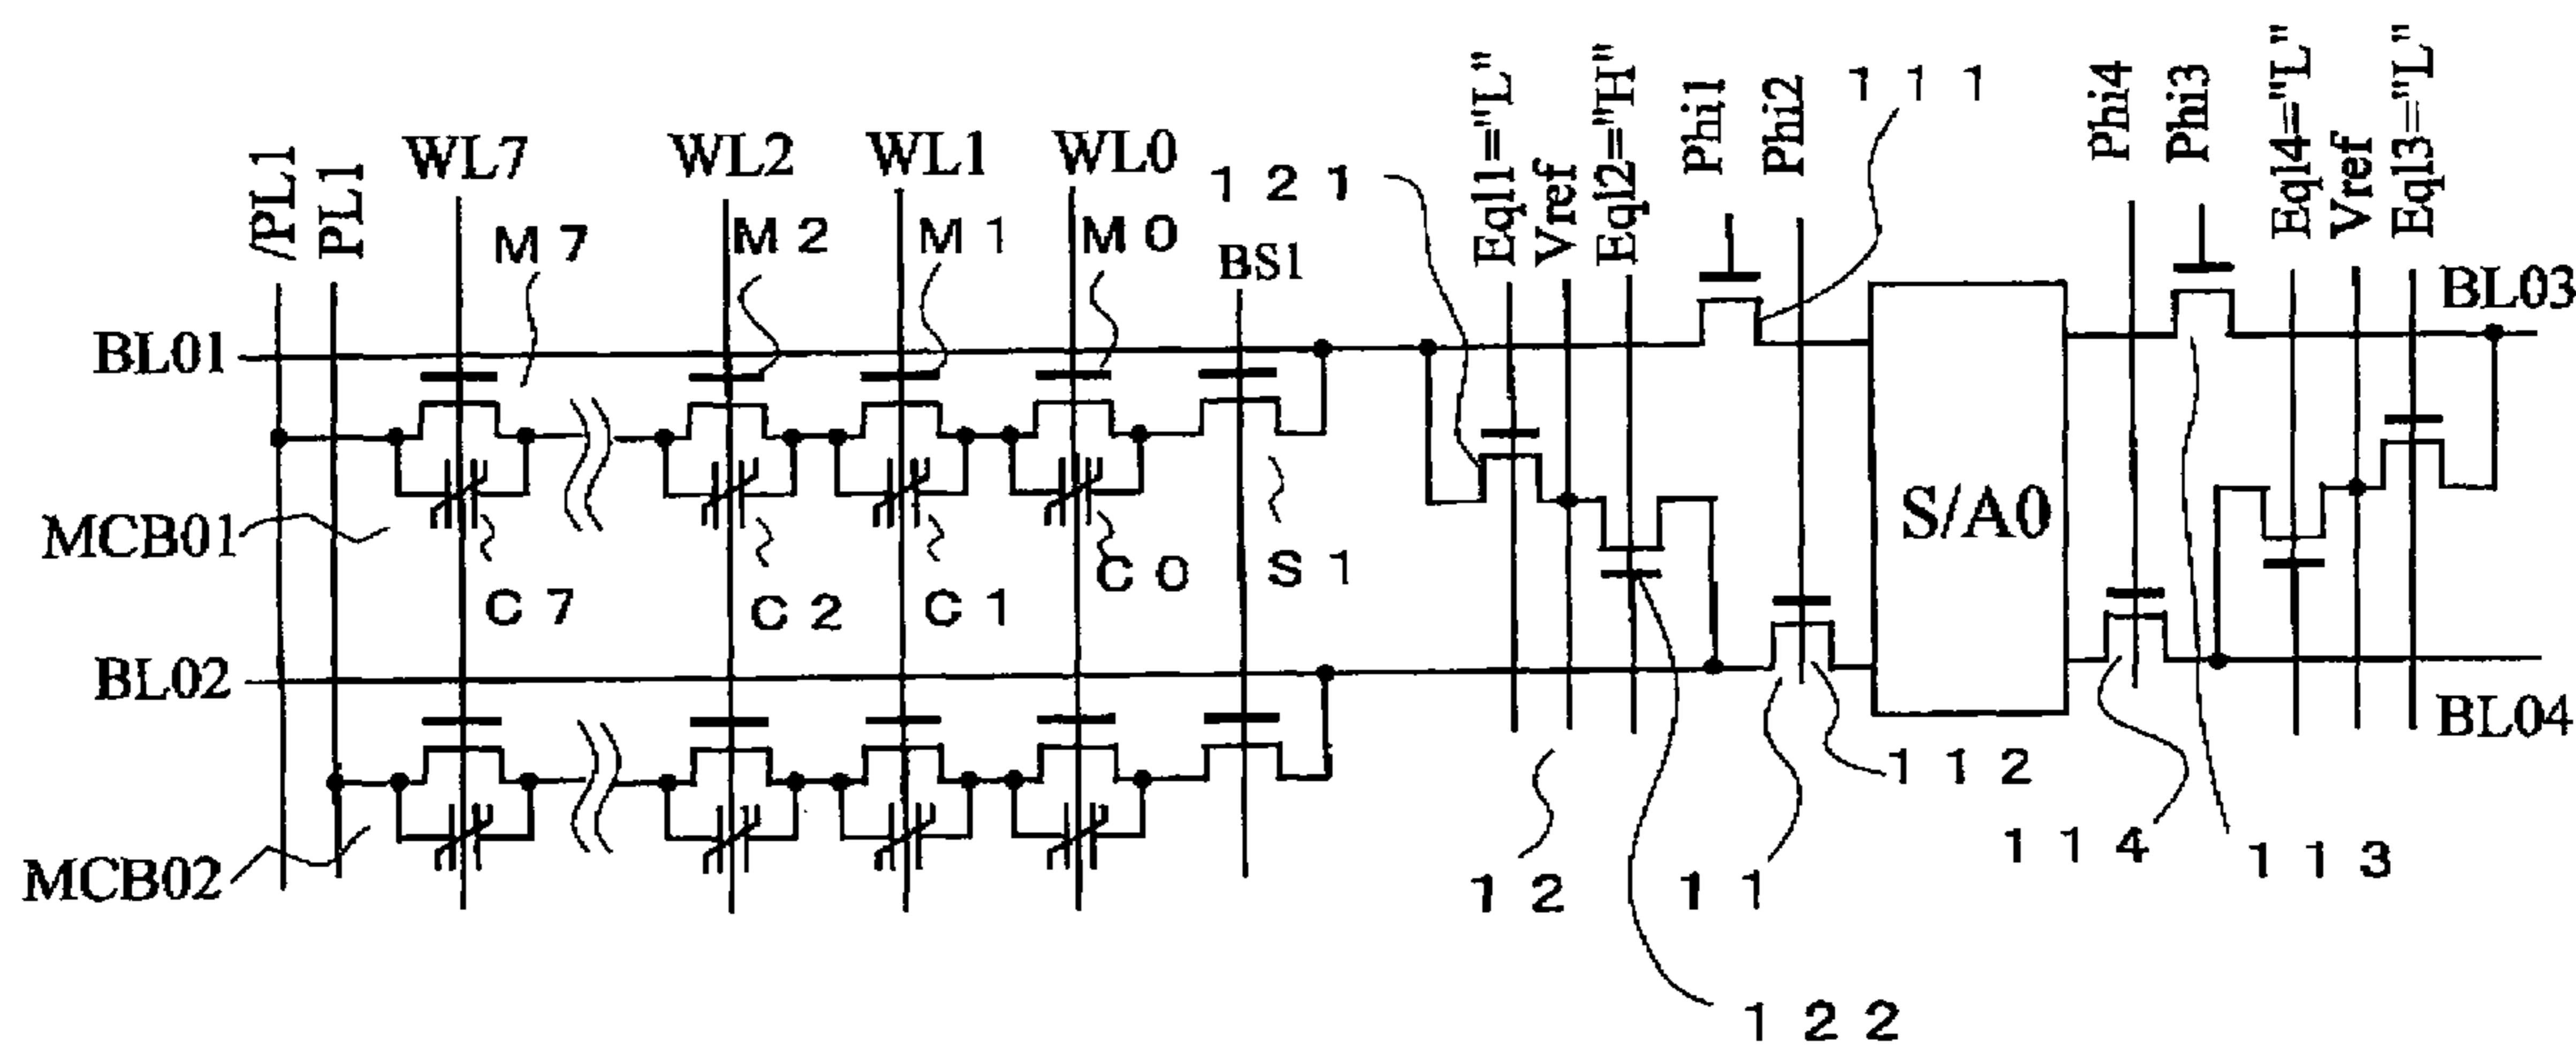 /PL1
PL1
WL7
WL2
WL1
WL0
121
Eql1="L"
Vref
Eql2="H"
Phi1
Phi2
111
Phi4
Phi3
Eql4="L"
Vref
Eql3="L"
M7
M2
M1
M0
BS1
BL03
BL01
S/A0
MCB01
C7
C2
C1
C0
S1
BL02
BL04
112
114
113
MCB02
12
11
122